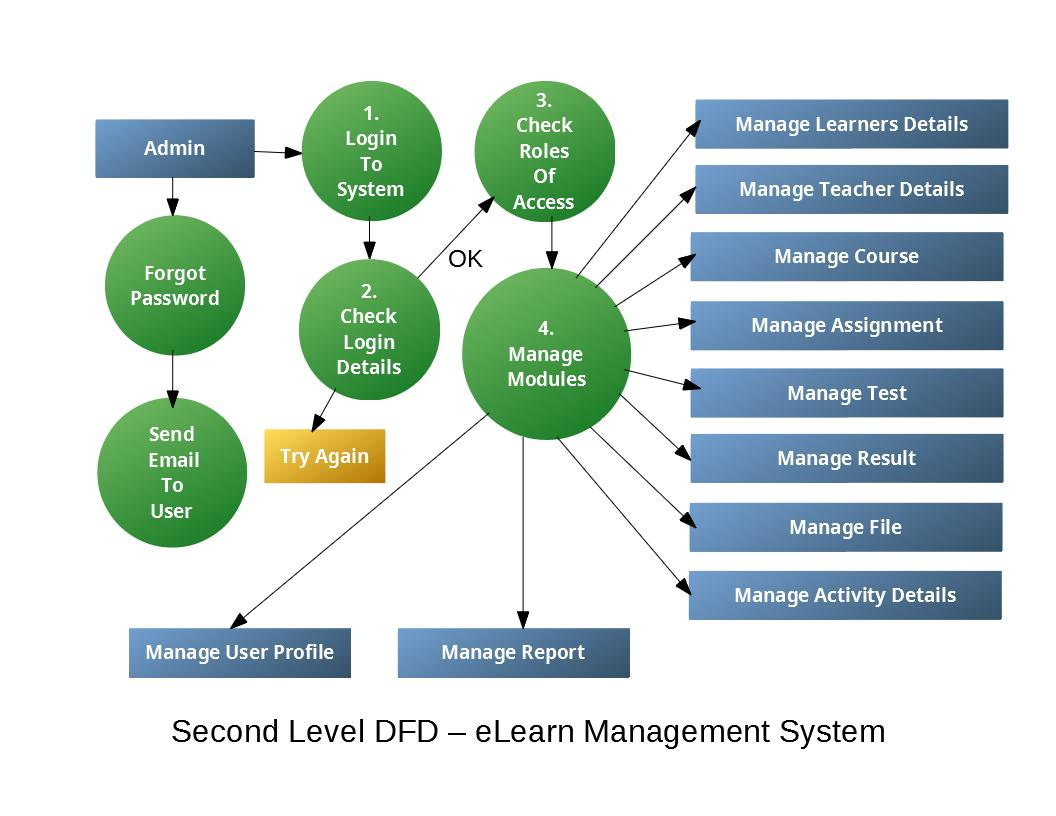 Admin
1.
Login
To
System
3.
Check
Roles
Of
Access
Manage Learners Details
Manage Teacher Details
Forgot
Password
OK
2.
Check
Login
Details
4.
Manage
Modules
Manage Course
Manage Assignment
Manage Test
Send
Email
To
User
Try Again
Manage Result
Manage File
Manage Activity Details
Manage User Profile
Manage Report
Second Level DFD – eLearn Management System